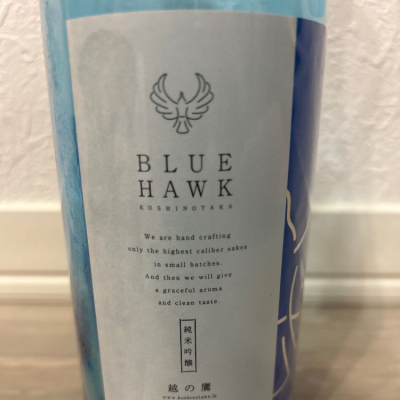 BLUE
HAWK
KOSHINOTAKA
We are hand crafting
only the highest caliber sakes
in small batches.
And then we will give
a graceful aroma
and clean taste.
純米吟醸
越の鷹